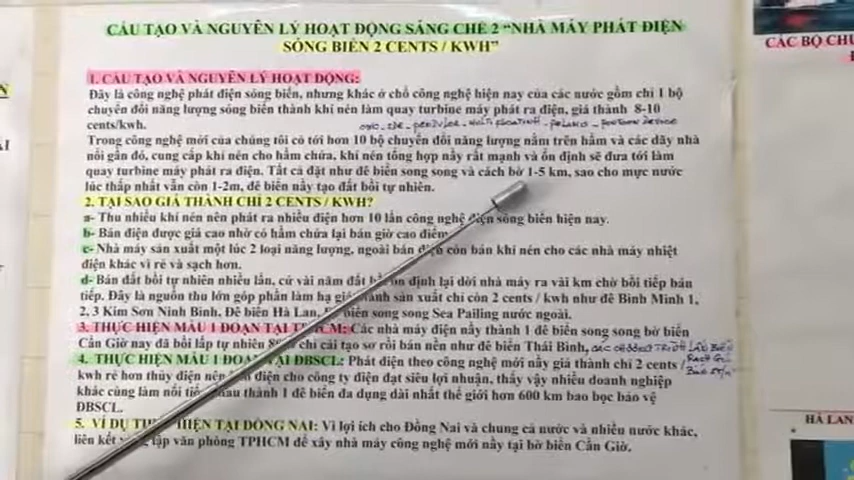 CẤU TẠO VÀ NGUYÊN LÝ HOẠT ĐỘNG SÁNG CHẾ 2 “NHÀ MÁY PHÁT ĐIỆN
SÓNG BIỂN 2 CENTS / KWH”
1. CẤU TẠO VÀ NGUYÊN LÝ HOẠT ĐỘNG:
Đây là công nghệ phát điện sóng biển, nhưng khác ở chỗ công nghệ hiện nay của các nước gồm chỉ 1 bộ
chuyển đổi năng lượng sóng biển thành khí nén làm quay turbine máy phát ra điện, giá thành 8-10
cents/kwh.
Trong công nghệ mới của chúng tôi có tới hơn 10 bộ chuyển đổi năng lượng nằm trên hầm và các dãy nhà
nổi gần đó, cung cấp khí nén cho hầm chứa, khí nén tổng hợp nầy rất mạnh và ổn định sẽ đưa tới làm
quay turbine máy phát ra điện. Tất cả đặt như đê biển song song và cách bờ 1-5 km, sao cho mực nước
lúc thấp nhất vẫn còn 1-2m, đê biển nầy tạo đất bồi tự nhiên.
2. TẠI SAO GIÁ THÀNH CHỈ 2 CENTS / KWH?
a- Thu nhiều khí nén nên phát ra nhiều điện hơn 10 lần công nghệ điện sóng biển hiện nay.
b- Bán điện được giá cao nhờ có hầm chứa lại bán giờ cao điểm
c- Nhà máy sản xuất một lúc 2 loại năng lượng, ngoài bán điện còn bán khí nén cho các nhà máy nhiệt
điện khác vì rẻ và sạch hơn.
d- Bán đất bồi tự nhiên nhiều lần, cứ vài năm đất bồi ổn định lại dời nhà máy ra vài km chờ bồi tiếp bán
tiếp. Đây là nguồn thu lớn góp phần làm hạ giá thành sản xuất chỉ còn 2 cents / kwh như đê Bình Minh 1,
2, 3 Kim Sơn Ninh Bình, Đê biển Hà Lan, Đê biển song song Sea Pailing nước ngoài.
3. THỰC HIỆN MẪU 1 ĐOẠN TẠI TPHCM: Các nhà máy điện nầy thành 1 đê biển song song bờ biển
Cần Giờ nay đã bồi lấp tự nhiên chỉ cải tạo sơ rồi bán nền như đê biển Thái Bình,
4. THỰC HIỆN MẪU 1 ĐOẠN TẠI ĐBSCL: Phát điện theo công nghệ mới nầy giá thành chỉ 2 cents /
kwh rẻ hơn thủy điện nên điện cho công ty điện đạt siêu lợi nhuận, thấy vậy nhiều doanh nghiệp
khác cùng làm nối nhau thành 1 đê biển đa dụng dài nhất thế giới hơn 600 km bao bọc bảo vệ
ĐBSCL.
5. VÍ DỤ THỰC HIỆN TẠI ĐỒNG NAI: Vì lợi ích cho Đồng Nai và chung cả nước và nhiều nước khác,
liên kết lập văn phòng TPHCM để xây nhà máy công nghệ mới nầy tại bờ biển Cần Giờ.
CÁC BỘ
HÀ LAN